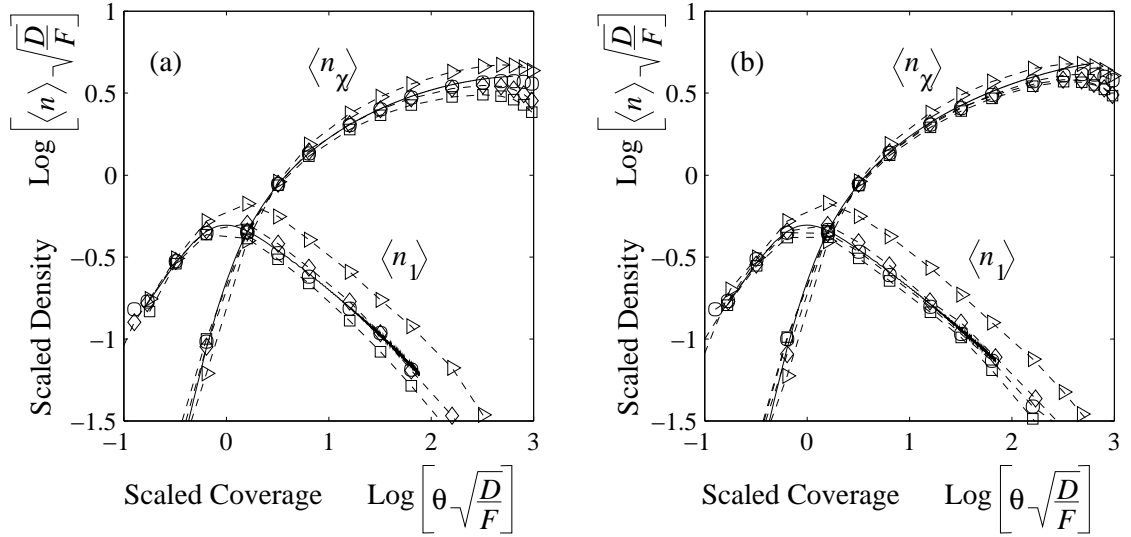 (a)
⟨n_χ⟩
⟨n_1⟩
1
0.5
0
−0.5
−1
−1.5
−1
0
1
2
3
Scaled Density Log [⟨n⟩ √(D/F)]
Scaled Coverage Log [θ √(D/F)]
(b)
⟨n_χ⟩
⟨n_1⟩
1
0.5
0
−0.5
−1
−1.5
−1
0
1
2
3
Scaled Density Log [⟨n⟩ √(D/F)]
Scaled Coverage Log [θ √(D/F)]